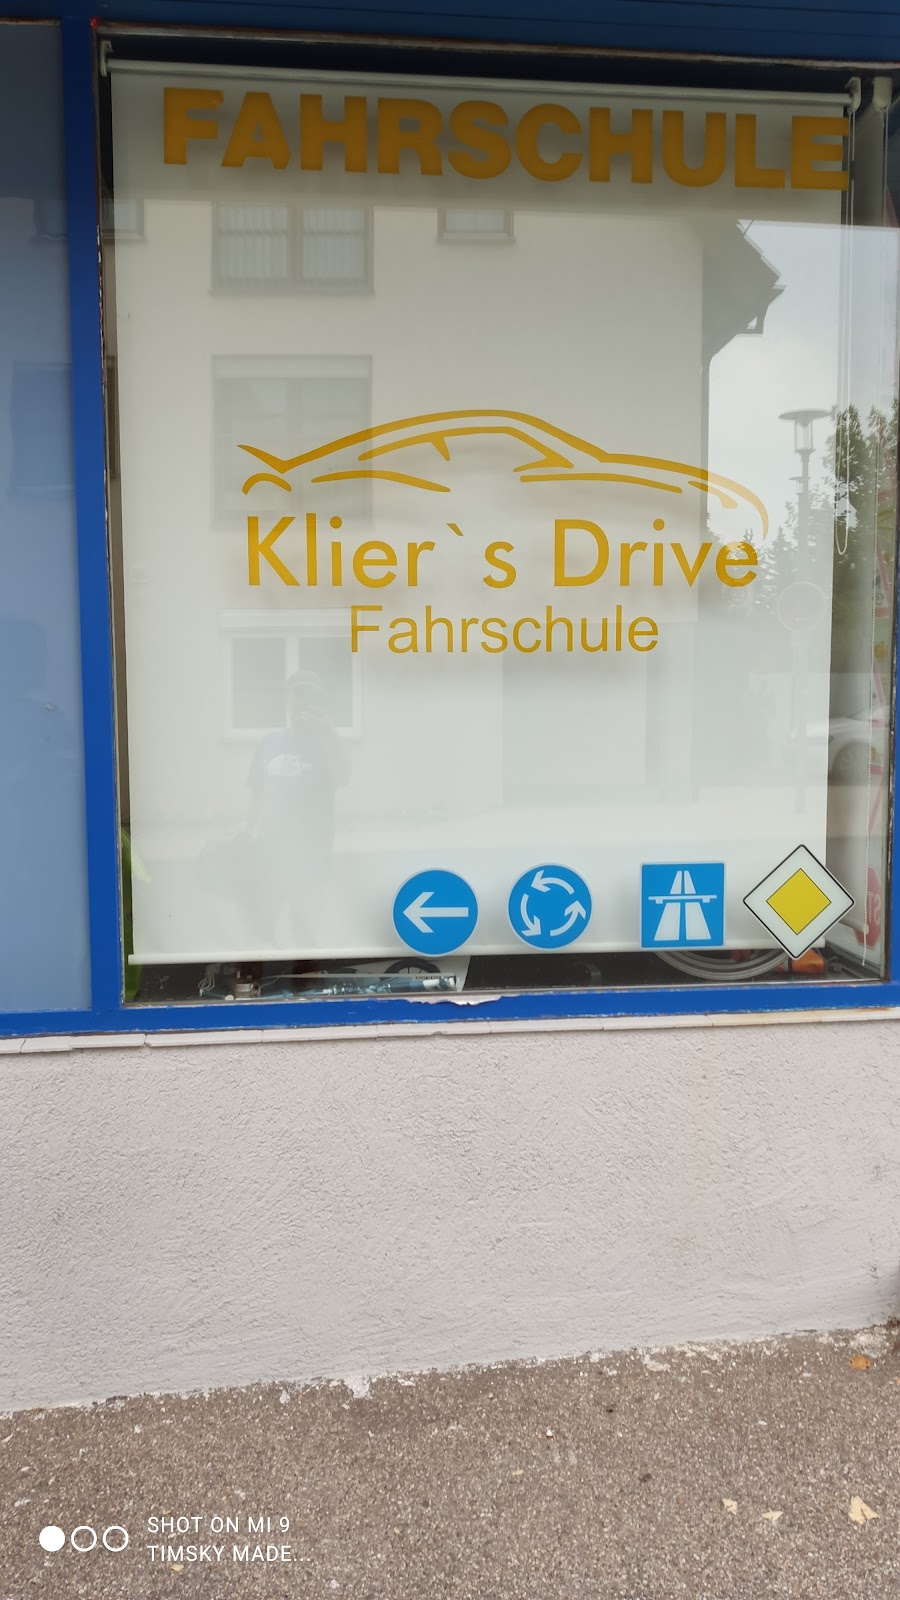 FAHRSCHULE
Klier`s Drive
Fahrschule
SHOT ON MI 9
TIMSKY MADE...